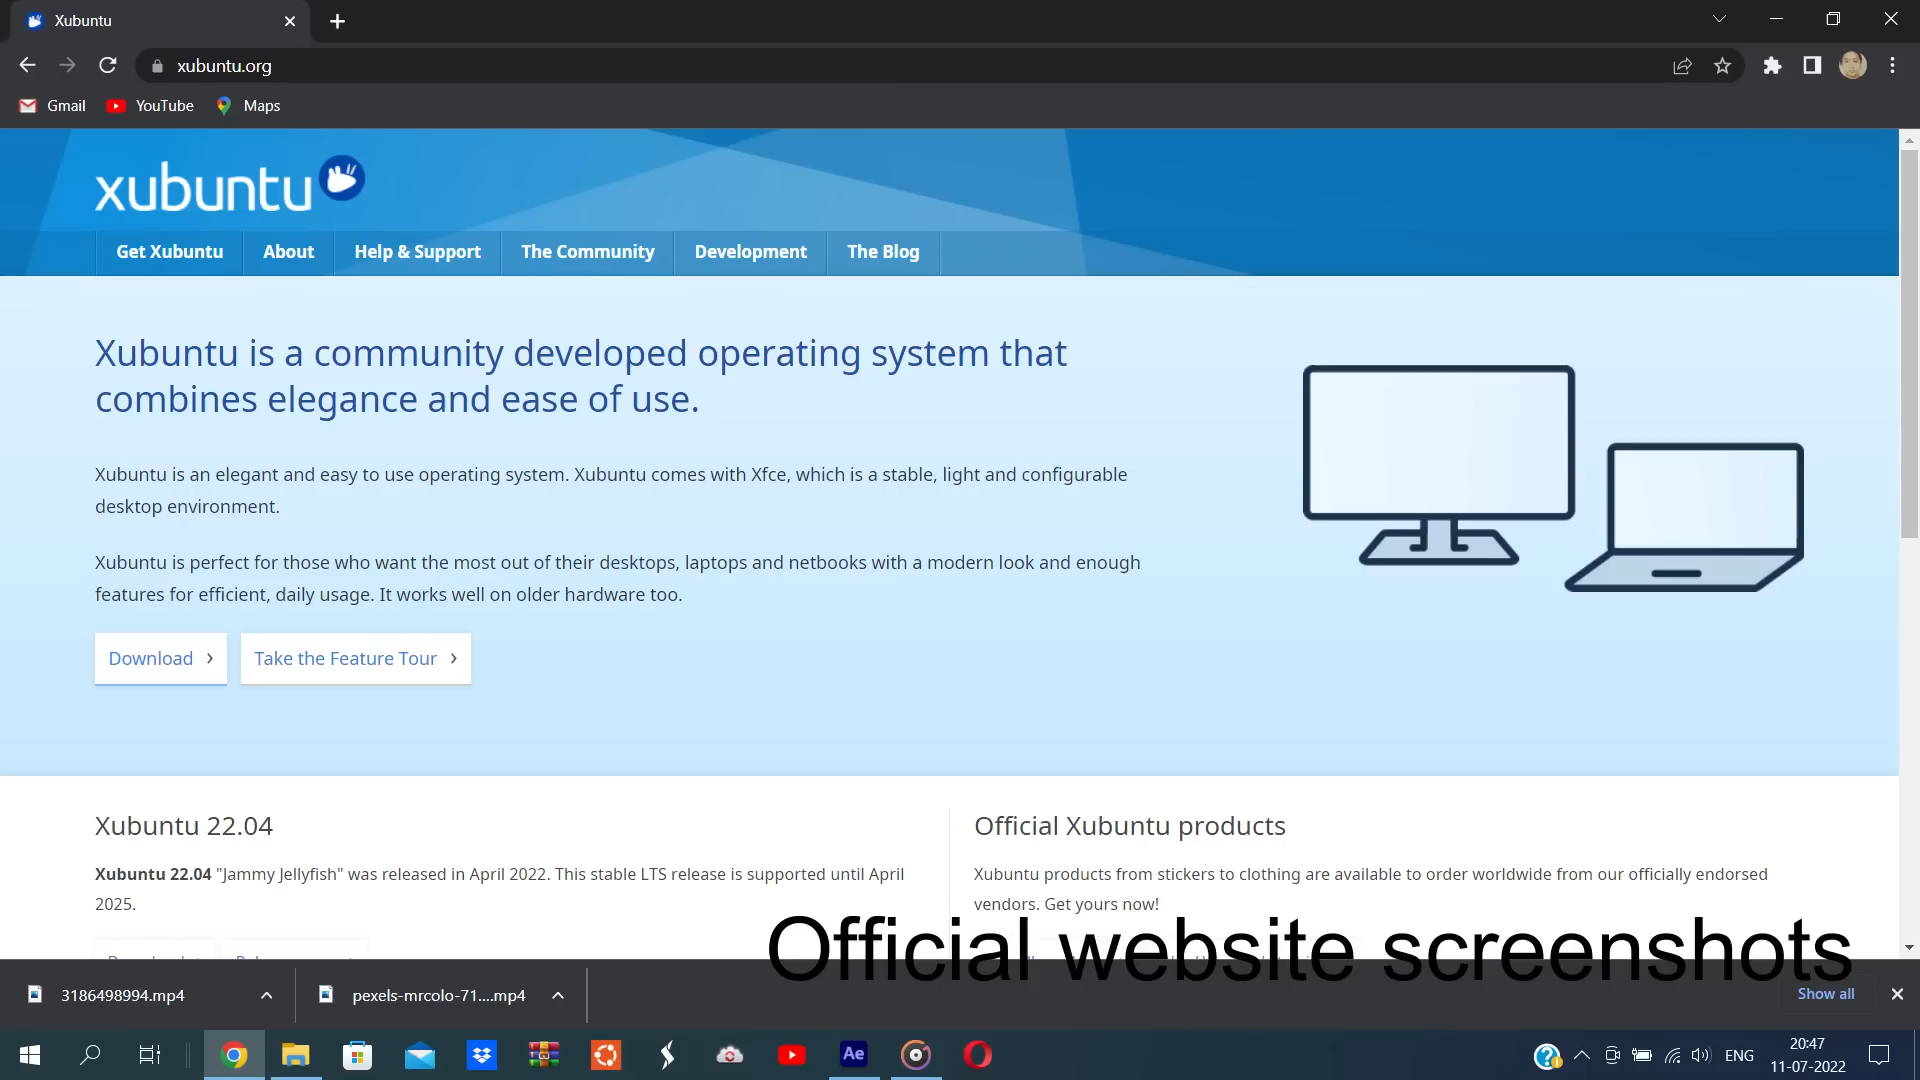 Xubuntu
xubuntu.org
Gmail YouTube Maps
xubuntu
Get Xubuntu About Help & Support The Community Development The Blog
Xubuntu is a community developed operating system that
combines elegance and ease of use.
Xubuntu is an elegant and easy to use operating system. Xubuntu comes with Xfce, which is a stable, light and configurable
desktop environment.
Xubuntu is perfect for those who want the most out of their desktops, laptops and netbooks with a modern look and enough
features for efficient, daily usage. It works well on older hardware too.
Download Take the Feature Tour
Xubuntu 22.04
Xubuntu 22.04 "Jammy Jellyfish" was released in April 2022. This stable LTS release is supported until April
2025.
Official Xubuntu products
Xubuntu products from stickers to clothing are available to order worldwide from our officially endorsed
vendors. Get yours now!
Official website screenshots
3186498994.mp4 pexels-mrcolo-71....mp4 Show all
Ae
ENG
20:47
11-07-2022